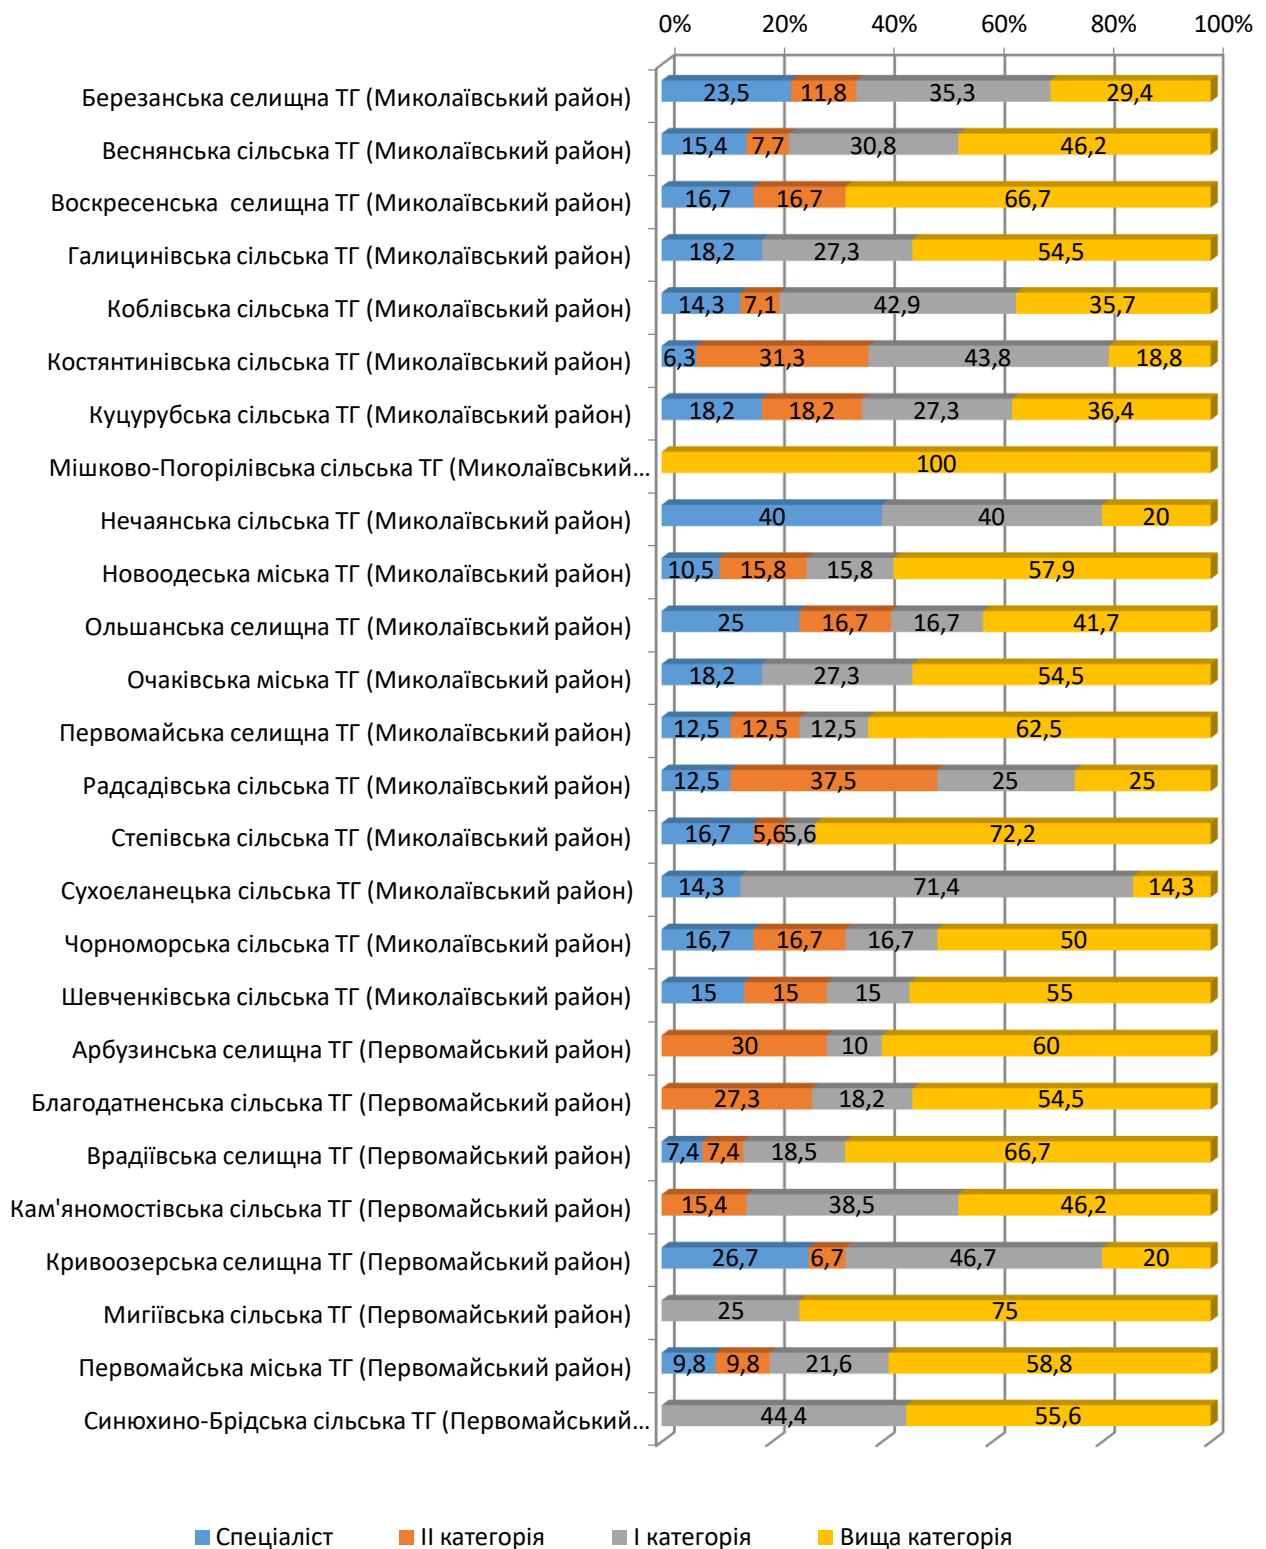 0% 20% 40% 60% 80% 100%
Березанська селищна ТГ (Миколаївський район) 23,5 11,8 35,3 29,4
Веснянська сільська ТГ (Миколаївський район) 15,4 7,7 30,8 46,2
Воскресенська селищна ТГ (Миколаївський район) 16,7 16,7 66,7
Галицинівська сільська ТГ (Миколаївський район) 18,2 27,3 54,5
Коблівська сільська ТГ (Миколаївський район) 14,3 7,1 42,9 35,7
Костянтинівська сільська ТГ (Миколаївський район) 6,3 31,3 43,8 18,8
Куцурубська сільська ТГ (Миколаївський район) 18,2 18,2 27,3 36,4
Мішково-Погорілівська сільська ТГ (Миколаївський... 100
Нечаянська сільська ТГ (Миколаївський район) 40 40 20
Новоодеська міська ТГ (Миколаївський район) 10,5 15,8 15,8 57,9
Ольшанська селищна ТГ (Миколаївський район) 25 16,7 16,7 41,7
Очаківська міська ТГ (Миколаївський район) 18,2 27,3 54,5
Первомайська селищна ТГ (Миколаївський район) 12,5 12,5 12,5 62,5
Радсадівська сільська ТГ (Миколаївський район) 12,5 37,5 25 25
Степівська сільська ТГ (Миколаївський район) 16,7 5,6 5,6 72,2
Сухоєланецька сільська ТГ (Миколаївський район) 14,3 71,4 14,3
Чорноморська сільська ТГ (Миколаївський район) 16,7 16,7 16,7 50
Шевченківська сільська ТГ (Миколаївський район) 15 15 15 55
Арбузинська селищна ТГ (Первомайський район) 30 10 60
Благодатненська сільська ТГ (Первомайський район) 27,3 18,2 54,5
Врадіївська селищна ТГ (Первомайський район) 7,4 7,4 18,5 66,7
Кам'яномостівська сільська ТГ (Первомайський район) 15,4 38,5 46,2
Кривоозерська селищна ТГ (Первомайський район) 26,7 6,7 46,7 20
Мигіївська сільська ТГ (Первомайський район) 25 75
Первомайська міська ТГ (Первомайський район) 9,8 9,8 21,6 58,8
Синюхино-Брідська сільська ТГ (Первомайський... 44,4 55,6
Спеціаліст ІІ категорія І категорія Вища категорія